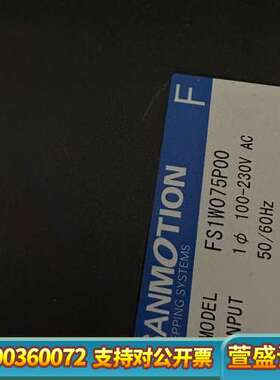 SANMOTION
F
STEPPING SYSTEMS
MODEL FS1W075P00
INPUT 1ϕ 100-230V AC
50/60Hz
00360072 支持对公开票
萱盛